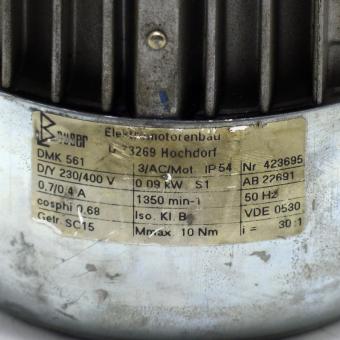 Elektromotorenbau
D-73269 Hochdorf
DMK 561 3/AC/Mot. IP 54 Nr 423695
D/Y 230/400 V 0.09 kW S1 AB 22691
0,7/0,4 A 1350 min-1 50 Hz
cosphi 0.68 Iso. Kl. B VDE 0530
Getr. SC15 Mmax 10 Nm i = 30:1